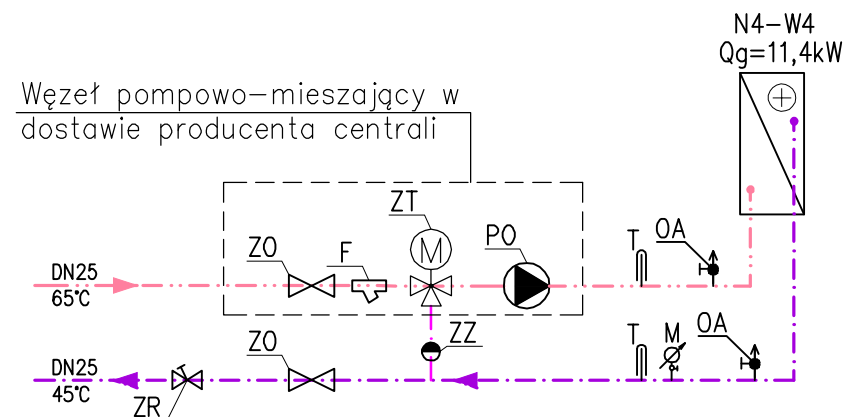 N4-W4
Qg=11,4kW
Węzeł pompowo-mieszający w
dostawie producenta centrali
ZT
M
ZO
F
PO
T
OA
DN25
65°C
ZO
ZZ
T
M
OA
DN25
45°C
ZR